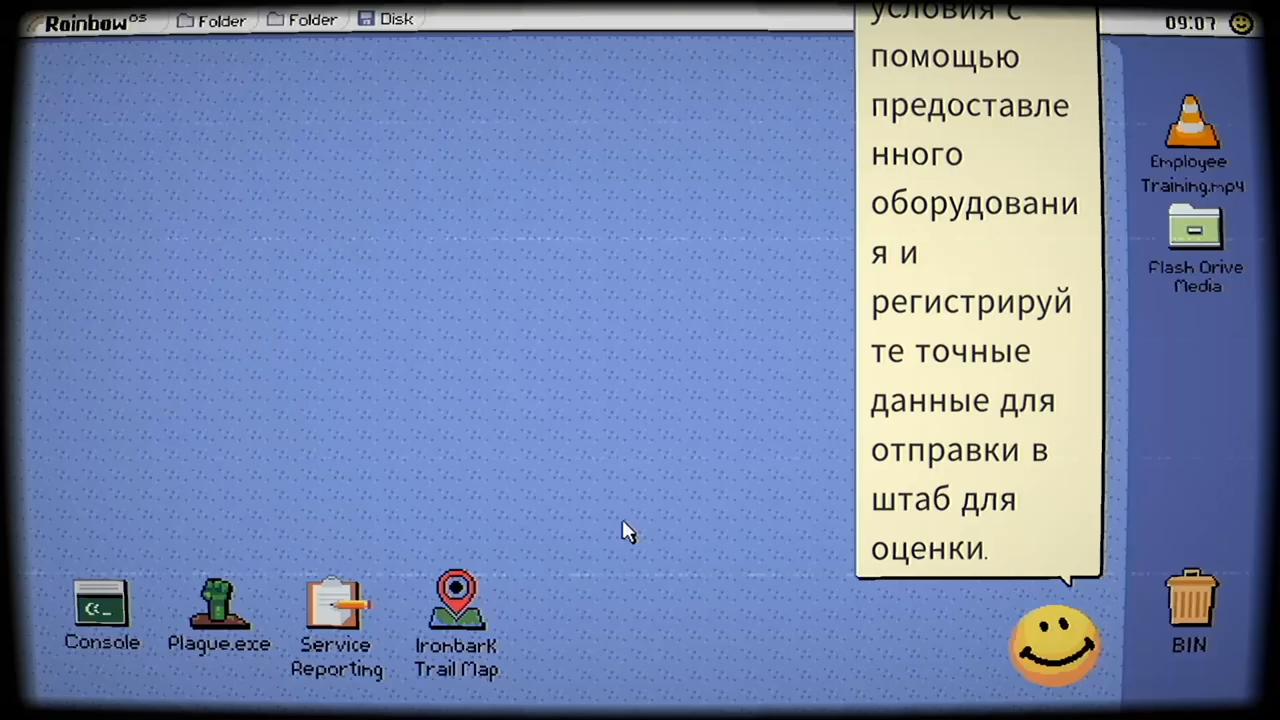 Rainbow OS
Folder
Folder
Disk
09:07
условия с
помощью
предоставле
нного
оборудовани
я и
регистрируй
те точные
данные для
отправки в
штаб для
оценки.
Employee
Training.mp4
Flash Drive
Media
Console
Plague.exe
Service
Reporting
Ironbark
Trail Map
BIN